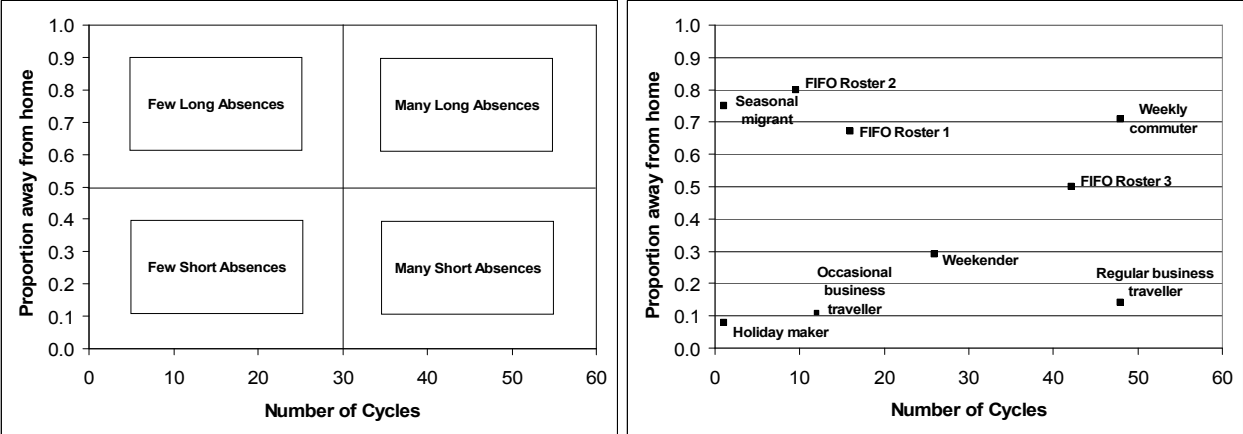 Proportion away from home
1.0
0.9
0.8
0.7
0.6
0.5
0.4
0.3
0.2
0.1
0.0
Few Long Absences
Many Long Absences
Few Short Absences
Many Short Absences
0 10 20 30 40 50 60
Number of Cycles
Proportion away from home
1.0
0.9
0.8
0.7
0.6
0.5
0.4
0.3
0.2
0.1
0.0
FIFO Roster 2
Seasonal
migrant
FIFO Roster 1
Weekly
commuter
FIFO Roster 3
Weekender
Occasional
business
traveller
Regular business
traveller
Holiday maker
0 10 20 30 40 50 60
Number of Cycles